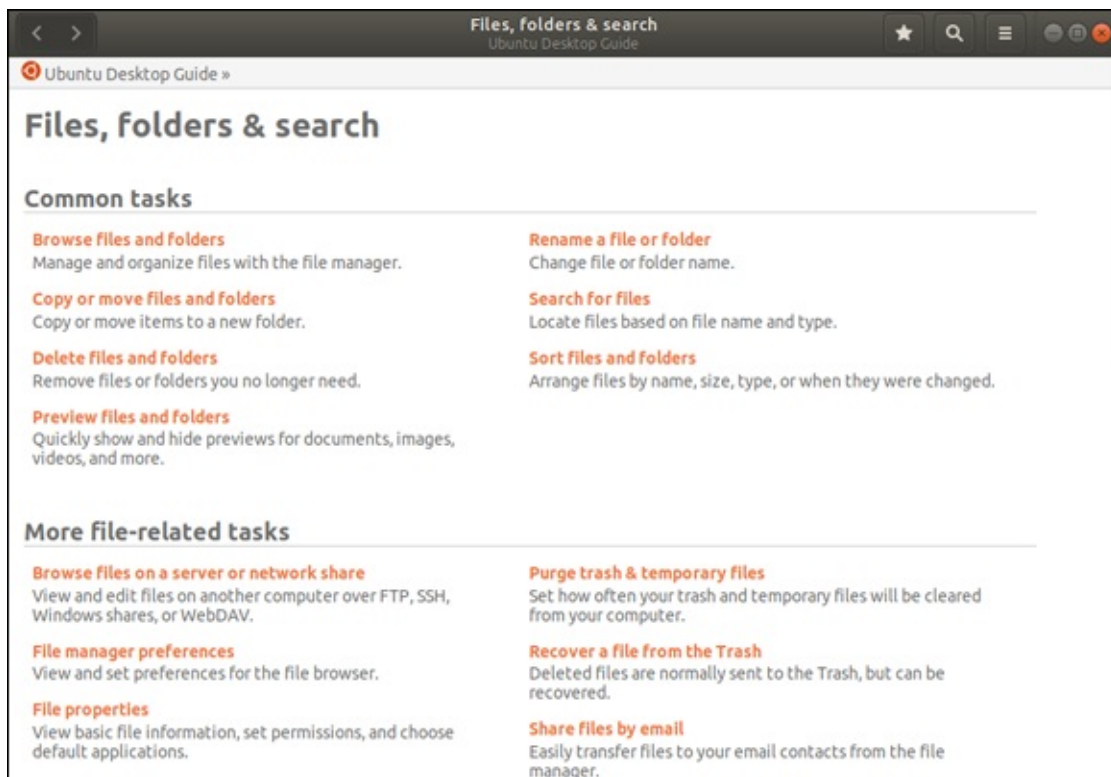 Files, folders & search
Ubuntu Desktop Guide
Ubuntu Desktop Guide »
Files, folders & search
Common tasks
Browse files and folders
Manage and organize files with the file manager.
Copy or move files and folders
Copy or move items to a new folder.
Delete files and folders
Remove files or folders you no longer need.
Preview files and folders
Quickly show and hide previews for documents, images,
videos, and more.
Rename a file or folder
Change file or folder name.
Search for files
Locate files based on file name and type.
Sort files and folders
Arrange files by name, size, type, or when they were changed.
More file-related tasks
Browse files on a server or network share
View and edit files on another computer over FTP, SSH,
Windows shares, or WebDAV.
File manager preferences
View and set preferences for the file browser.
File properties
View basic file information, set permissions, and choose
default applications.
Purge trash & temporary files
Set how often your trash and temporary files will be cleared
from your computer.
Recover a file from the Trash
Deleted files are normally sent to the Trash, but can be
recovered.
Share files by email
Easily transfer files to your email contacts from the file
manager.